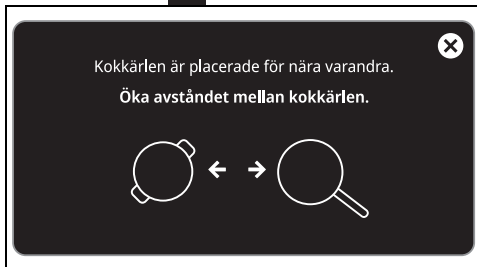 Kokkärlen är placerade för nära varandra.
Öka avståndet mellan kokkärlen.